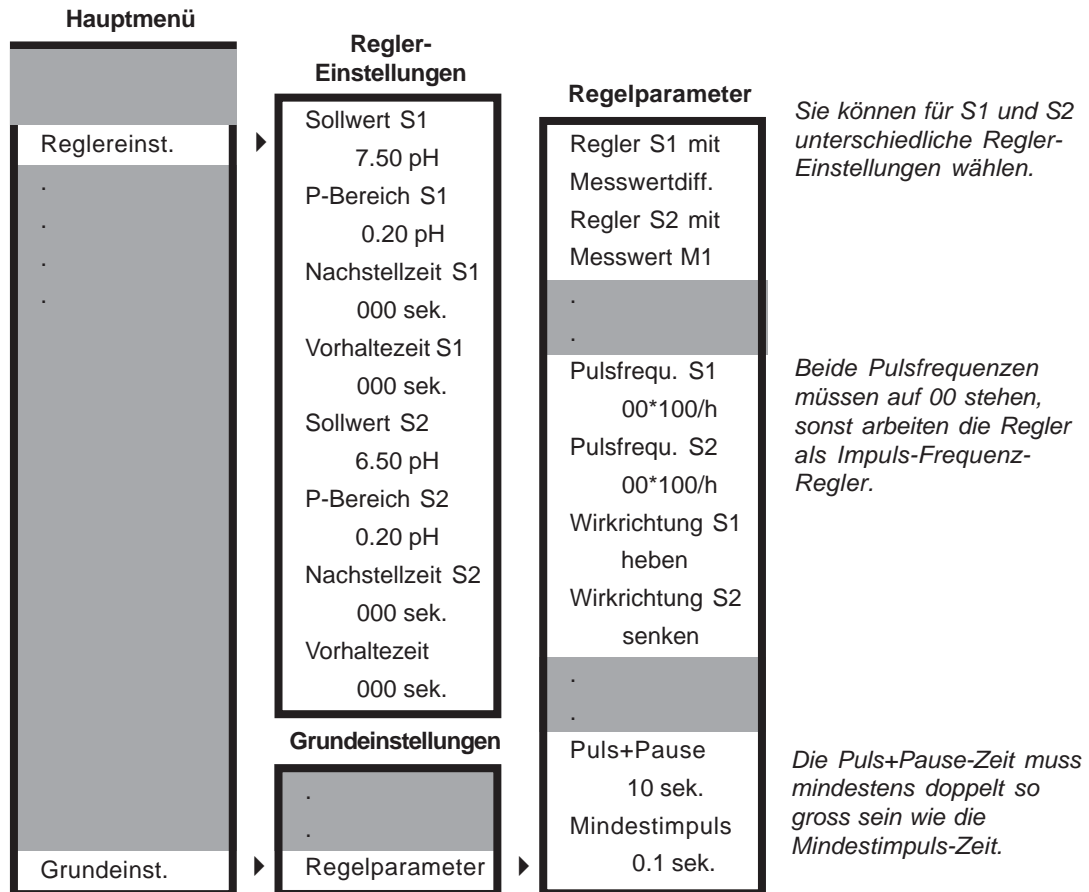 Hauptmenü
Reglereinst.
.
.
.
.
Grundeinst.
Regler-
Einstellungen
Sollwert S1
7.50 pH
P-Bereich S1
0.20 pH
Nachstellzeit S1
000 sek.
Vorhaltezeit S1
000 sek.
Sollwert S2
6.50 pH
P-Bereich S2
0.20 pH
Nachstellzeit S2
000 sek.
Vorhaltezeit
000 sek.
Grundeinstellungen
.
.
Regelparameter
Regelparameter
Regler S1 mit
Messwertdiff.
Regler S2 mit
Messwert M1
.
.
Pulsfrequ. S1
00*100/h
Pulsfrequ. S2
00*100/h
Wirkrichtung S1
heben
Wirkrichtung S2
senken
.
.
Puls+Pause
10 sek.
Mindestimpuls
0.1 sek.
Sie können für S1 und S2
unterschiedliche Regler-
Einstellungen wählen.
Beide Pulsfrequenzen
müssen auf 00 stehen,
sonst arbeiten die Regler
als Impuls-Frequenz-
Regler.
Die Puls+Pause-Zeit muss
mindestens doppelt so
gross sein wie die
Mindestimpuls-Zeit.